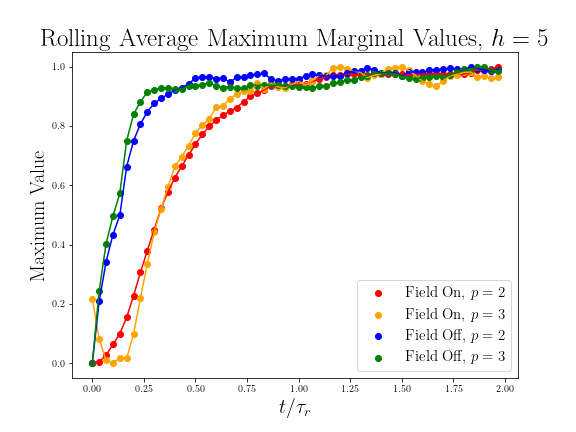 Rolling Average Maximum Marginal Values, $h = 5$
Maximum Value
1.0
0.8
0.6
0.4
0.2
0.0
0.00 0.25 0.50 0.75 1.00 1.25 1.50 1.75 2.00
$t/\tau_r$
Field On, $p = 2$
Field On, $p = 3$
Field Off, $p = 2$
Field Off, $p = 3$